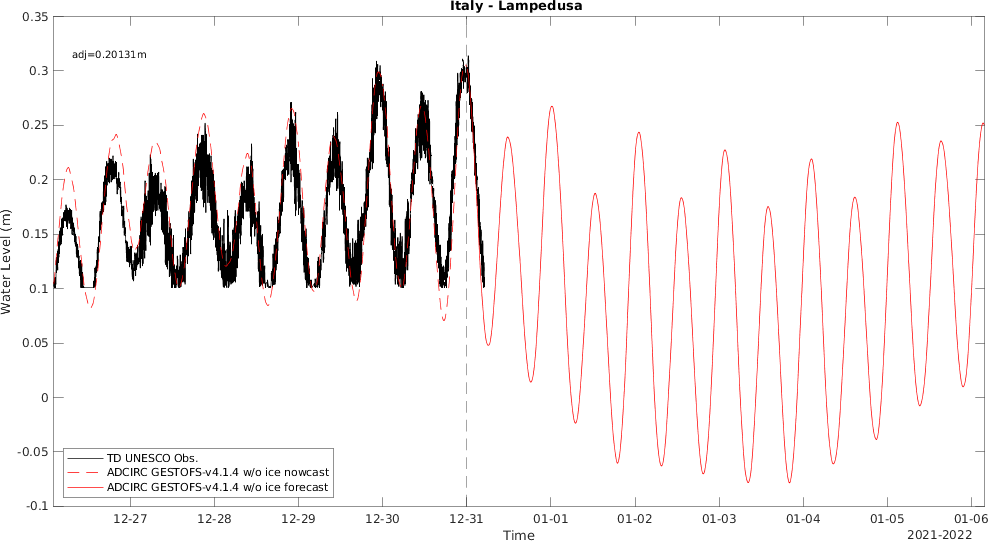 Italy - Lampedusa
adj=0.20131m
0.35
0.3
0.25
0.2
0.15
0.1
0.05
0
-0.05
-0.1
Water Level (m)
TD UNESCO Obs.
ADCIRC GESTOFS-v4.1.4 w/o ice nowcast
ADCIRC GESTOFS-v4.1.4 w/o ice forecast
12-27 12-28 12-29 12-30 12-31 01-01 01-02 01-03 01-04 01-05 01-06
Time
2021-2022